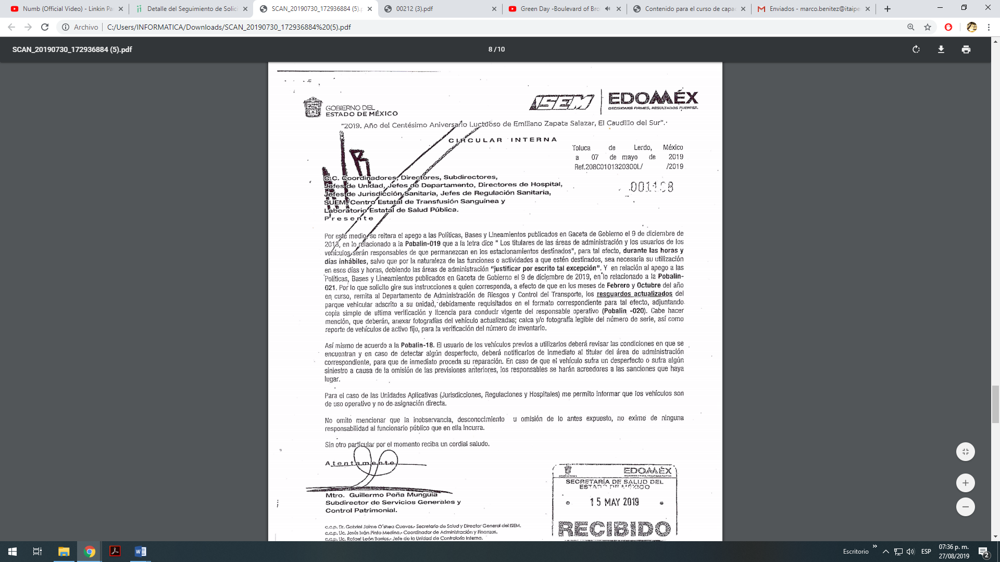 Numb (Official Video) - Linkin Pa
Detalle del Seguimiento de Solici
SCAN_20190730_172936884 (5).p
00212 (3).pdf
Green Day -Boulevard of Bro
Contenido para el curso de capa
Enviados - marco.benitez@itaipe
Archivo
C:/Users/INFORMATICA/Downloads/SCAN_20190730_172936884%20(5).pdf
SCAN_20190730_172936884 (5).pdf
8 / 10
GOBIERNO DEL
ESTADO DE MÉXICO
ISEM
EDOMÉX
DECISIONES FIRMES, RESULTADOS FUERTES.
"2019. Año del Centésimo Aniversario Luctuoso de Emiliano Zapata Salazar, El Caudillo del Sur".
CIRCULAR INTERNA
Toluca de Lerdo, México
a 07 de mayo de 2019
Ref.208C0101320300L/ /2019
C.C. Coordinadores, Directores, Subdirectores,
Jefes de Unidad, Jefes de Departamento, Directores de Hospital,
Jefes de Jurisdicción Sanitaria, Jefes de Regulación Sanitaria,
SUEM, Centro Estatal de Transfusión Sanguínea y
Laboratorio Estatal de Salud Pública.
Presente
Por este medio, se reitera el apego a las Políticas, Bases y Lineamientos publicados en Gaceta de Gobierno el 9 de diciembre de
2013, en lo relacionado a la Pobalin-019 que a la letra dice " Los titulares de las áreas de administración y los usuarios de los
vehículos serán responsables de que permanezcan en los estacionamientos destinados", para tal efecto, durante las horas y
días inhábiles, salvo que por la naturaleza de las funciones o actividades a que estén destinados, sea necesaria su utilización
en esos días y horas, debiendo las áreas de administración "justificar por escrito tal excepción". Y en relación al apego a las
Políticas, Bases y Lineamientos publicados en Gaceta de Gobierno el 9 de diciembre de 2019, en lo relacionado a la Pobalin-
021. Por lo que solicito gire sus instrucciones a quien corresponda, a efecto de que en los meses de Febrero y Octubre del año
en curso, remita al Departamento de Administración de Riesgos y Control del Transporte, los resguardos actualizados del
parque vehicular adscrito a su unidad, debidamente requisitados en el formato correspondiente para tal efecto, adjuntando
copia simple de ultima verificación y licencia para conducir vigente del responsable operativo (Pobalin -020). Cabe hacer
mención, que deberán, anexar fotografías del vehículo actualizadas; calca y/o fotografía legible del número de serie, así como
reporte de vehículos de activo fijo, para la verificación del número de inventario.
Así mismo de acuerdo a la Pobalin-18. El usuario de los vehículos previos a utilizarlos deberá revisar las condiciones en que se
encuentran y en caso de detectar algún desperfecto, deberá notificarlos de inmediato al titular del área de administración
correspondiente, para que de inmediato proceda su reparación. En caso de que el vehículo sufra un desperfecto o sufra algún
siniestro a causa de la omisión de las previsiones anteriores, los responsables se harán acreedores a las sanciones que haya
lugar.
Para el caso de las Unidades Aplicativas (Jurisdicciones, Regulaciones y Hospitales) me permito informar que los vehículos son
de uso operativo y no de asignación directa.
No omito mencionar que la inobservancia, desconocimiento u omisión de lo antes expuesto, no exime de ninguna
responsabilidad al funcionario público que en ella incurra.
Sin otro particular por el momento reciba un cordial saludo.
Atentamente
Mtro. Guillermo Peña Munguía
Subdirector de Servicios Generales y
Control Patrimonial.
EDOMÉX
SECRETARÍA DE SALUD DEL
ESTADO DE MÉXICO
15 MAY 2019
RECIBIDO
c.c.p. Dr. Gabriel Jaime O'shea Cuevas.- Secretario de Salud y Director General del ISEM.
c.c.p. Lic. Jesús Iván Pinto Medina.- Coordinador de Administración y Finanzas.
c.c.p. Lic. Rafael León Barrios.- Jefe de la Unidad de Contraloría Interna.
Escritorio
ESP
07:36 p. m.
27/08/2019
2